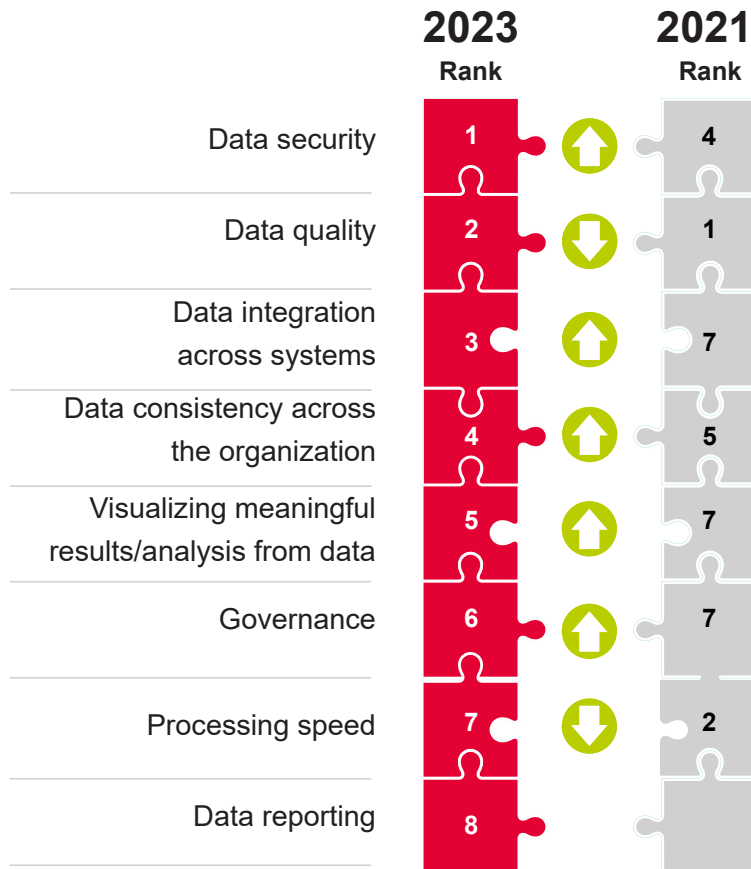 2023 2021
Rank Rank
Data security 1 4
Data quality 2 1
Data integration
across systems 3 7
Data consistency across
the organization 4 5
Visualizing meaningful
results/analysis from data 5 7
Governance 6 7
Processing speed 7 2
Data reporting 8